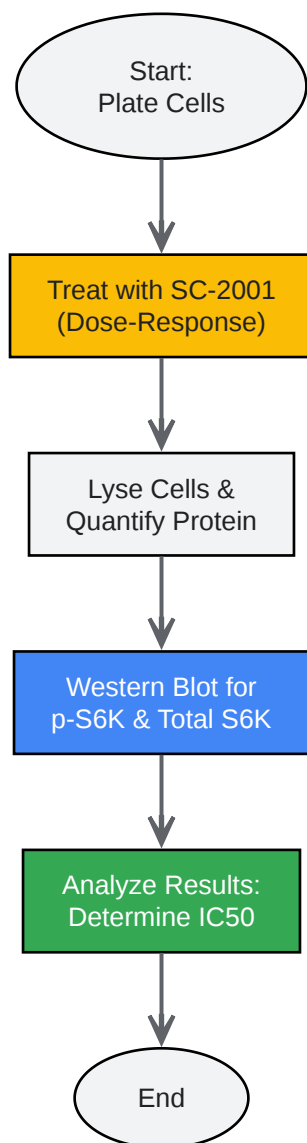 Start:
Plate Cells
Treat with SC-2001
(Dose-Response)
Lyse Cells &
Quantify Protein
Western Blot for
p-S6K & Total S6K
Analyze Results:
Determine IC50
End